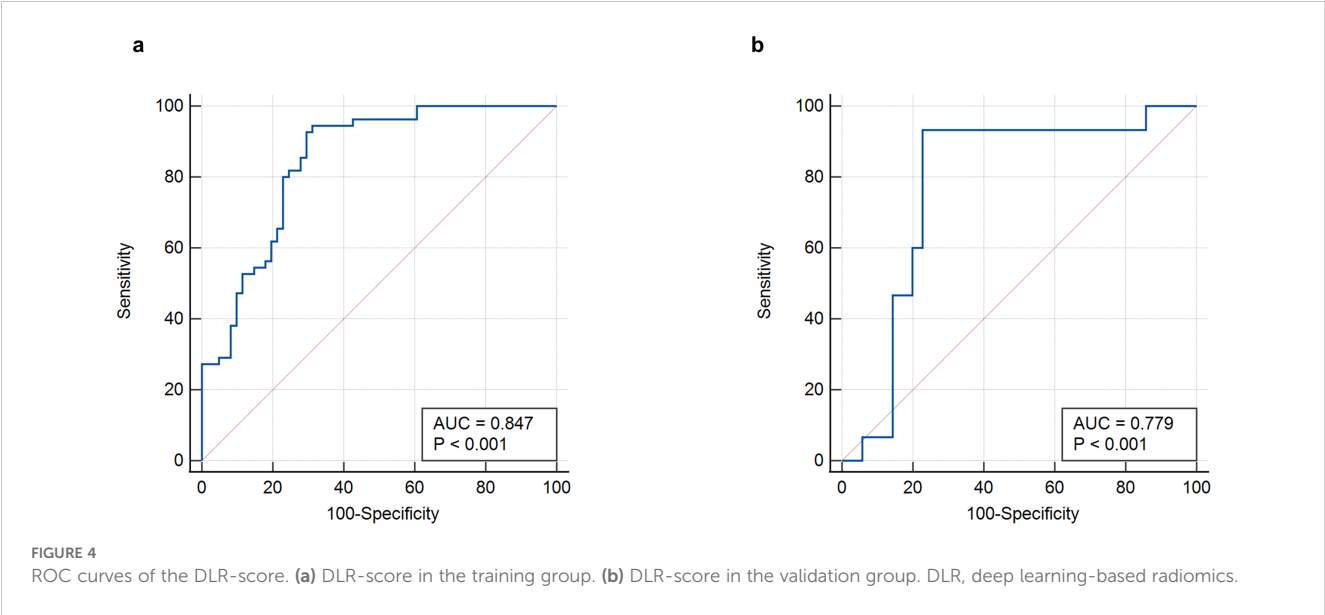 a
b
100
80
60
40
20
0
Sensitivity
AUC = 0.847
P < 0.001
0 20 40 60 80 100
100-Specificity
100
80
60
40
20
0
Sensitivity
AUC = 0.779
P < 0.001
0 20 40 60 80 100
100-Specificity
FIGURE 4
ROC curves of the DLR-score. (a) DLR-score in the training group. (b) DLR-score in the validation group. DLR, deep learning-based radiomics.